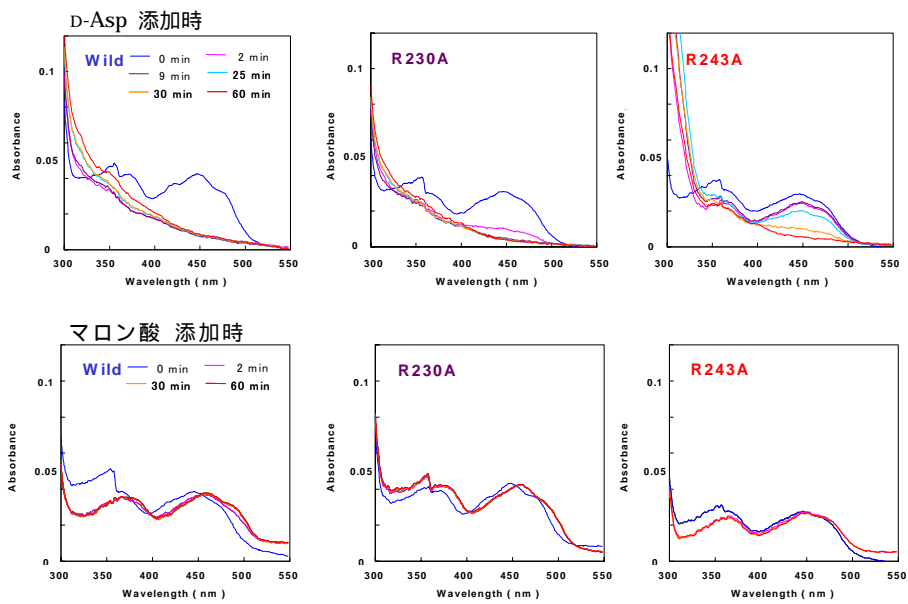 D-Asp 添加時
Wild
0 min
2 min
9 min
25 min
30 min
60 min
0.1
0.05
0
Absorbance
300 350 400 450 500 550
Wavelength ( nm )
R230A
0.1
0.05
0
Absorbance
300 350 400 450 500 550
Wavelength ( nm )
R243A
0.1
0.05
0
Absorbance
300 350 400 450 500 550
Wavelength ( nm )
マロン酸 添加時
Wild
0 min
2 min
30 min
60 min
0.1
0.05
0
Absorbance
300 350 400 450 500 550
Wavelength ( nm )
R230A
0.1
0.05
0
Absorbance
300 350 400 450 500 550
Wavelength ( nm )
R243A
0.1
0.05
0
Absorbance
300 350 400 450 500 550
Wavelength ( nm )